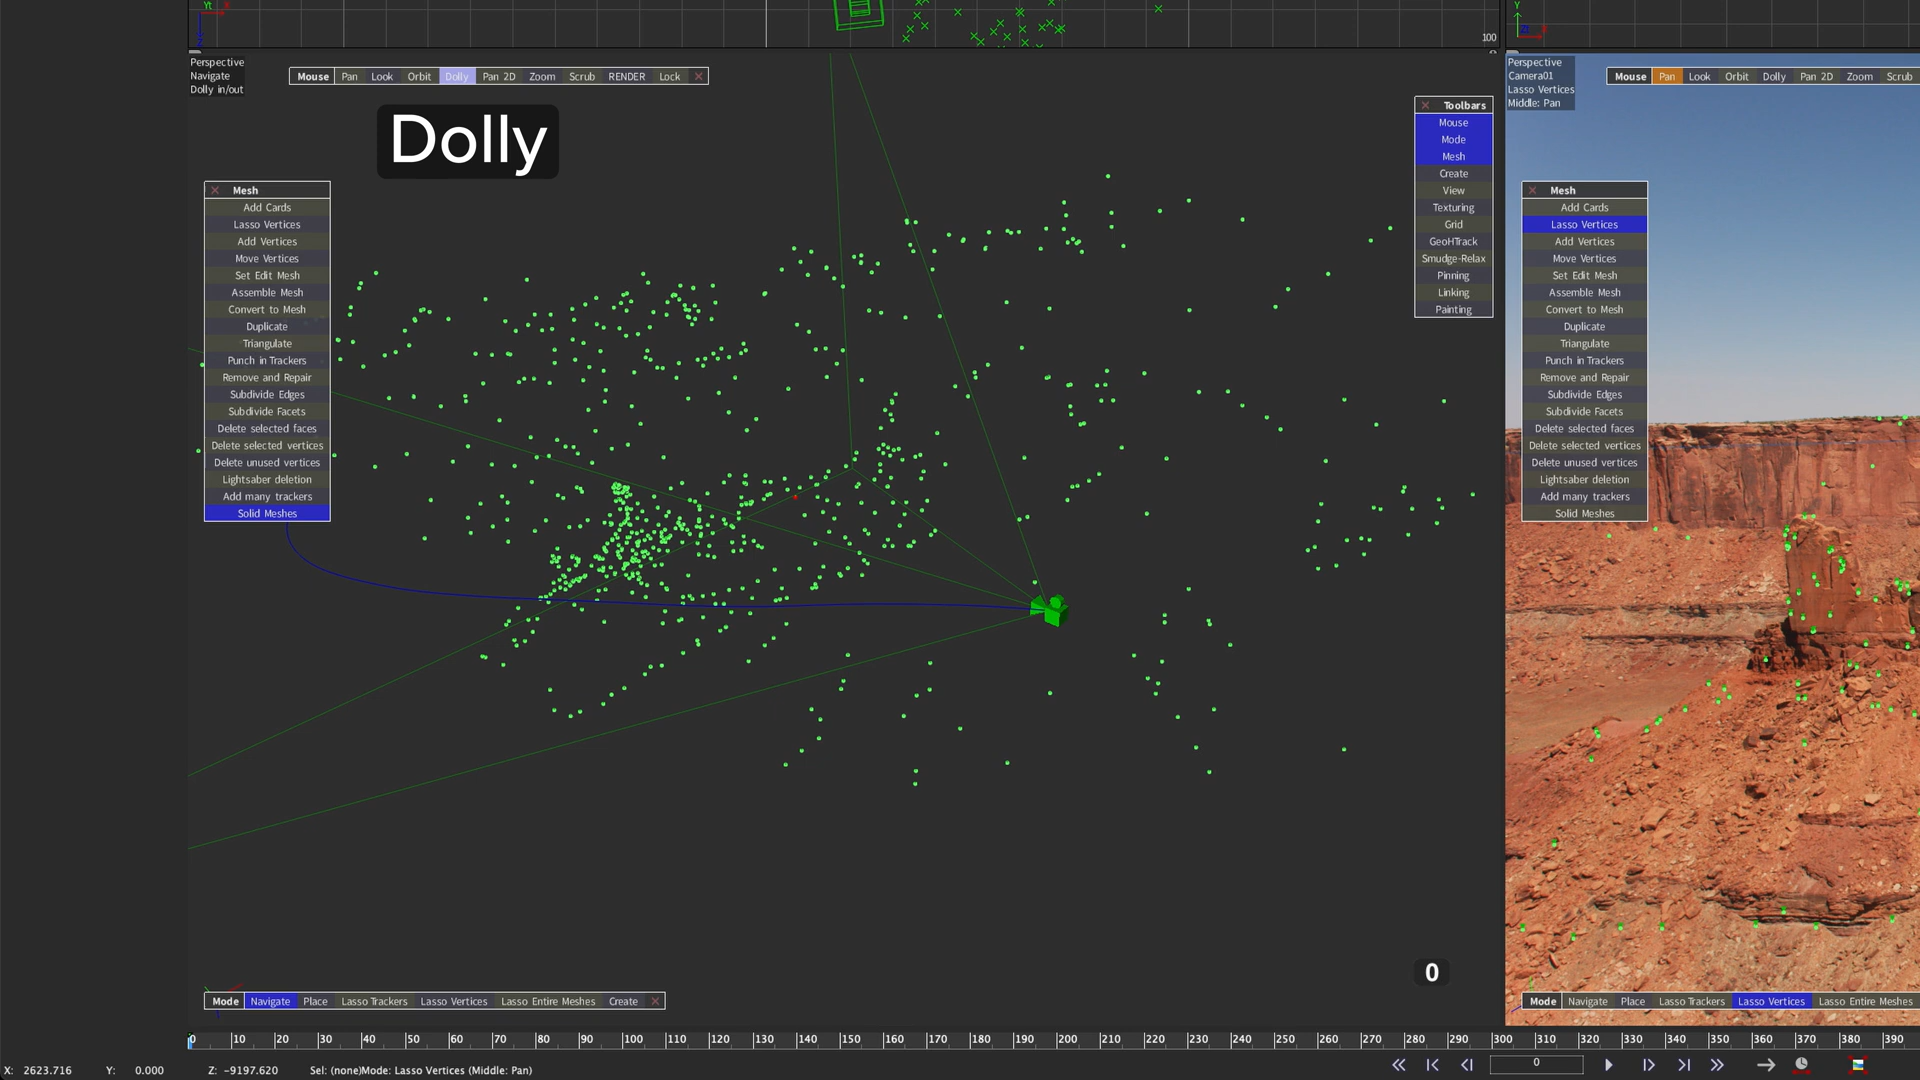 Yt X
100
Y
Perspective
Navigate
Dolly in/out
Mouse Pan Look Orbit Dolly Pan 2D Zoom Scrub RENDER Lock
Dolly
Toolbars
Mouse
Mode
Mesh
Create
View
Texturing
Grid
GeoHTrack
Smudge-Relax
Pinning
Linking
Painting
Mesh
Add Cards
Lasso Vertices
Add Vertices
Move Vertices
Set Edit Mesh
Assemble Mesh
Convert to Mesh
Duplicate
Triangulate
Punch in Trackers
Remove and Repair
Subdivide Edges
Subdivide Facets
Delete selected faces
Delete selected vertices
Delete unused vertices
Lightsaber deletion
Add many trackers
Solid Meshes
0
Mode Navigate Place Lasso Trackers Lasso Vertices Lasso Entire Meshes Create
Perspective
Camera01
Lasso Vertices
Middle: Pan
Mouse Pan Look Orbit Dolly Pan 2D Zoom Scrub
Mesh
Add Cards
Lasso Vertices
Add Vertices
Move Vertices
Set Edit Mesh
Assemble Mesh
Convert to Mesh
Duplicate
Triangulate
Punch in Trackers
Remove and Repair
Subdivide Edges
Subdivide Facets
Delete selected faces
Delete selected vertices
Delete unused vertices
Lightsaber deletion
Add many trackers
Solid Meshes
Mode Navigate Place Lasso Trackers Lasso Vertices Lasso Entire Meshes
0 10 20 30 40 50 60 70 80 90 100 110 120 130 140 150 160 170 180 190 200 210 220 230 240 250 260 270 280 290 300 310 320 330 340 350 360 370 380 390
X: 2623.716 Y: 0.000 Z: -9197.620 Sel: (none)Mode: Lasso Vertices (Middle: Pan)
0